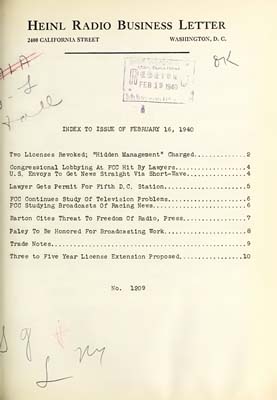 HEINL RADIO BUSINESS LETTER
2400 CALIFORNIA STREET WASHINGTON, D. C.
OK
FEB 19 1940
INDEX TO ISSUE OF FEBRUARY 16, 1940
Two Licenses Revoked; "Hidden Management" Charged..............2
Congressional Lobbying At FCC Hit By Lawyers...................4
U.S. Envoys To Get News Straight Via Short-Wave................4
Lawyer Gets Permit For Fifth D.C. Station......................5
FCC Continues Study Of Television Problems.....................6
FCC Studying Broadcasts Of Racing News.........................6
Barton Cites Threat To Freedom Of Radio, Press.................7
Paley To Be Honored For Broadcasting Work......................8
Trade Notes....................................................9
Three to Five Year License Extension Proposed.................10
No. 1209